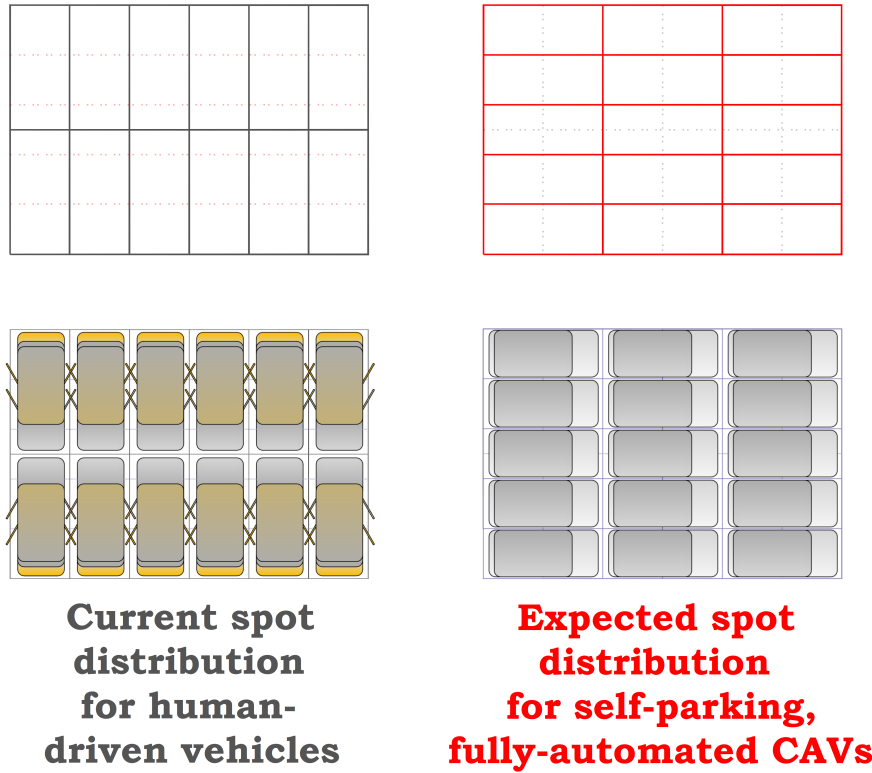 Current spot
distribution
for human-
driven vehicles
Expected spot
distribution
for self-parking,
fully-automated CAVs